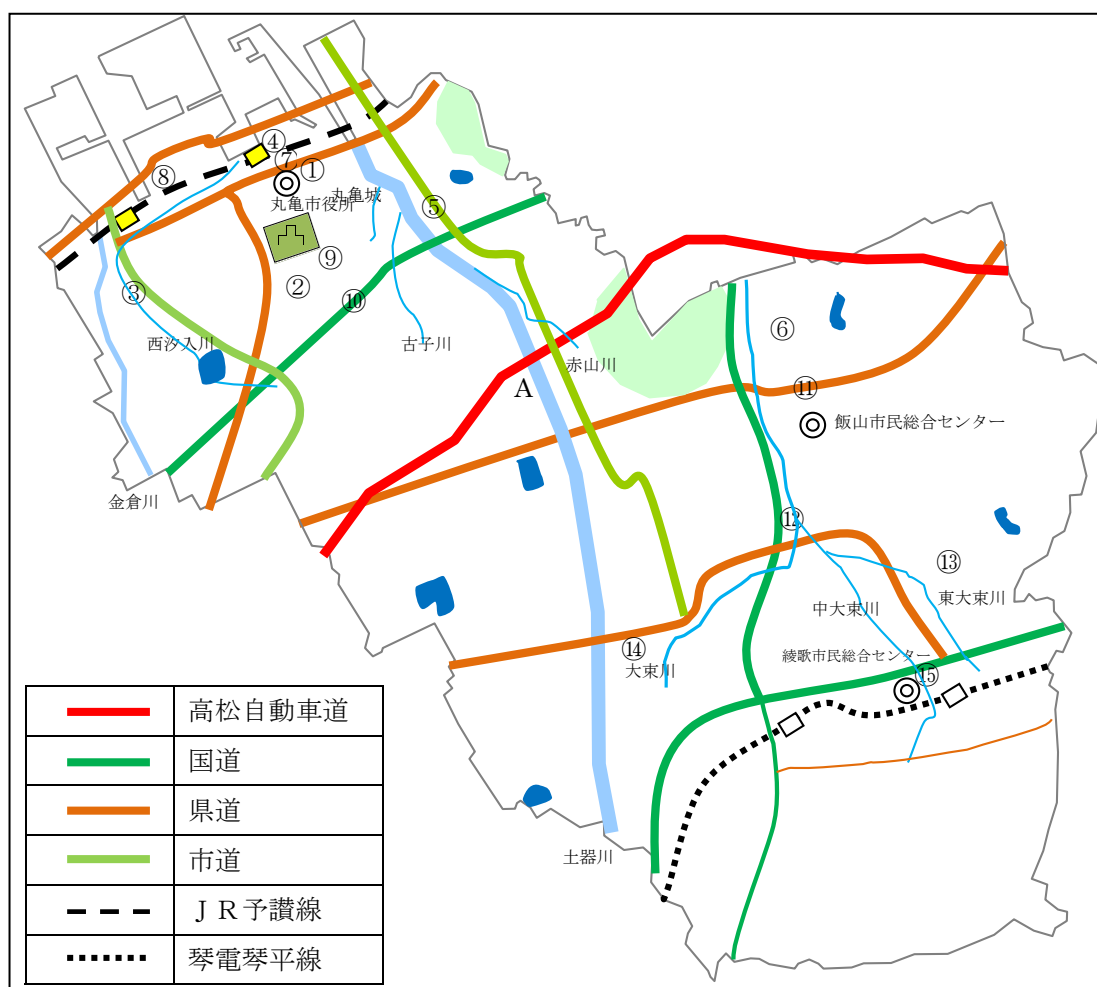 ④
⑦
①
⑧
丸亀城
丸亀市役所
⑤
⑨
②
③
⑩
⑥
西汐入川
古子川
赤山川
A
⑪
飯山市民総合センター
金倉川
⑫
⑬
東大束川
中大束川
⑭
綾歌市民総合センター
大束川
⑮
土器川
高松自動車道
国道
県道
市道
ＪＲ予讃線
琴電琴平線